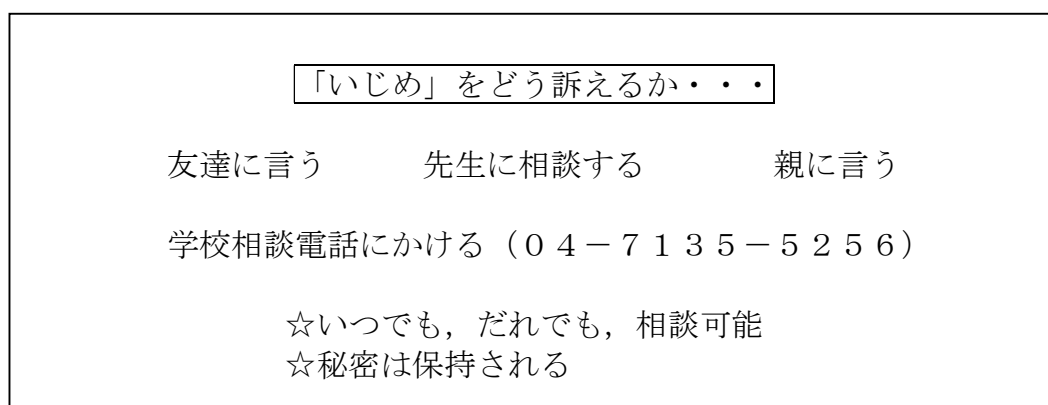 「いじめ」をどう訴えるか・・・
友達に言う　　　先生に相談する　　　　親に言う
学校相談電話にかける（０４－７１３５－５２５６）
☆いつでも，だれでも，相談可能
☆秘密は保持される